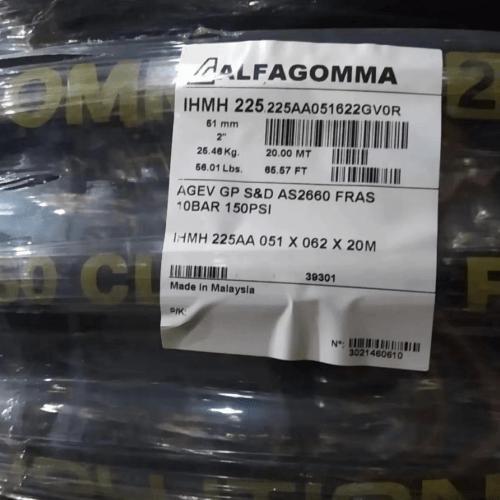 ALFAGOMMA
IHMH 225 225AA051622GV0R
51 mm
2"
25.46 Kg. 20.00 MT
56.01 Lbs. 65.57 FT
AGEV GP S&D AS2660 FRAS
10BAR 150PSI
IHMH 225AA 051 X 062 X 20M
39301
Made in Malaysia
P/K:
N°:
3021460610